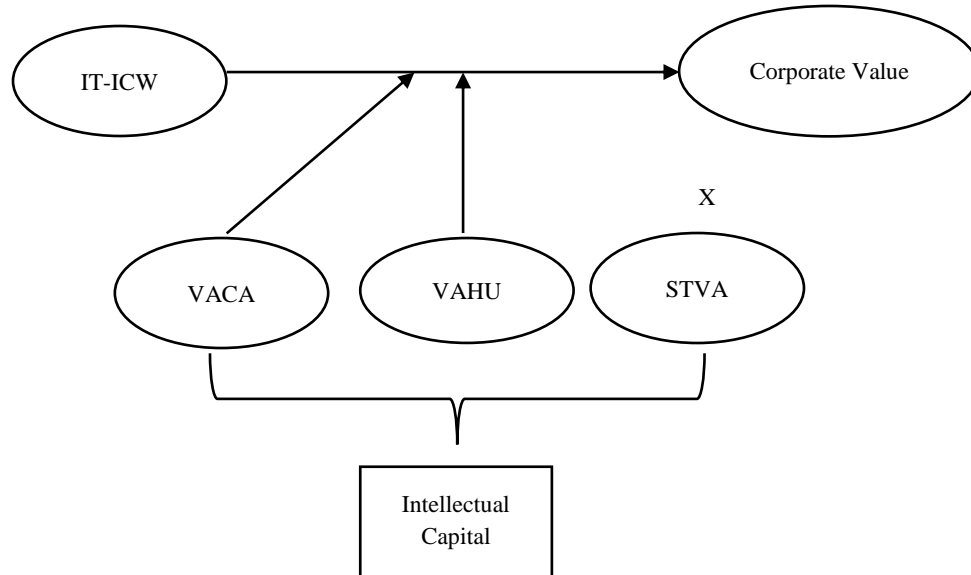 IT-ICW
Corporate Value
X
VACA
VAHU
STVA
Intellectual
Capital